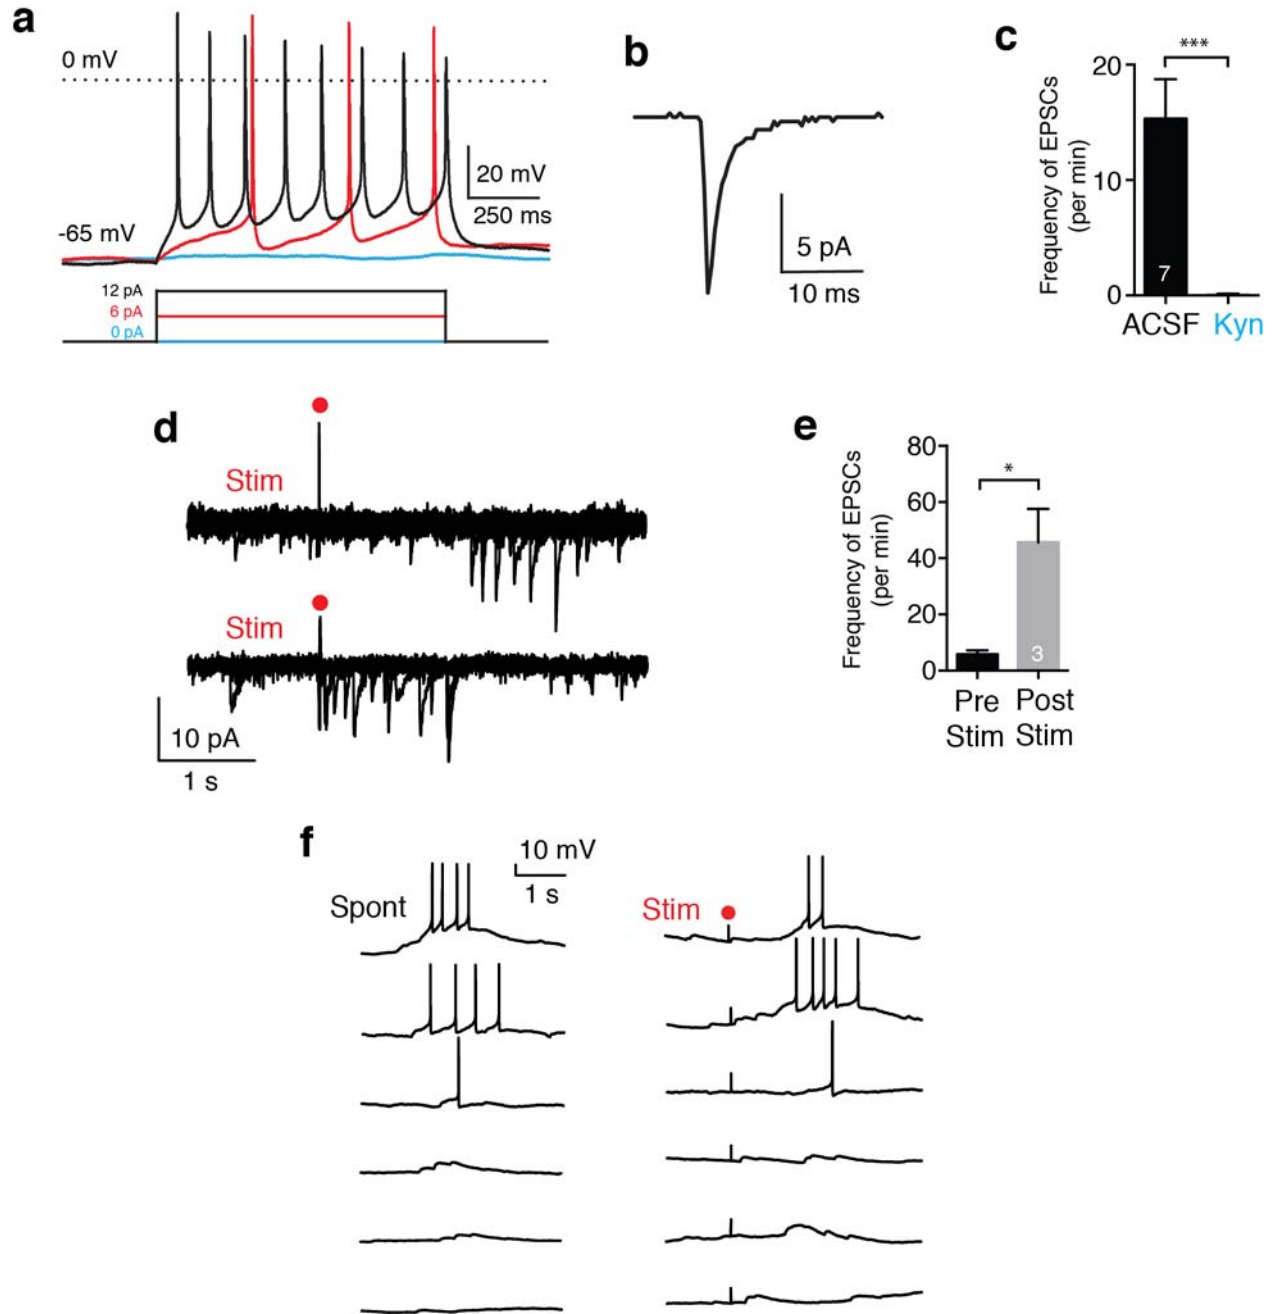 a
0 mV
20 mV
250 ms
-65 mV
12 pA
6 pA
0 pA
b
5 pA
10 ms
c
***
Frequency of EPSCs
(per min)
20
10
0
7
ACSF Kyn
d
Stim
Stim
10 pA
1 s
e
*
Frequency of EPSCs
(per min)
80
60
40
20
0
3
Pre Post
Stim Stim
f
10 mV
1 s
Spont
Stim